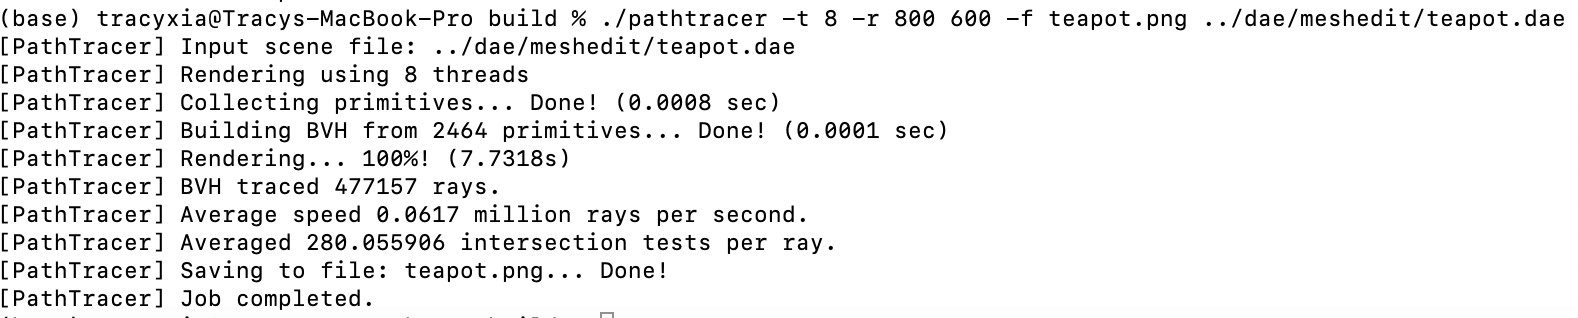 (base) tracyxia@Tracys-MacBook-Pro build % ./pathtracer -t 8 -r 800 600 -f teapot.png ../dae/meshedit/teapot.dae
[PathTracer] Input scene file: ../dae/meshedit/teapot.dae
[PathTracer] Rendering using 8 threads
[PathTracer] Collecting primitives... Done! (0.0008 sec)
[PathTracer] Building BVH from 2464 primitives... Done! (0.0001 sec)
[PathTracer] Rendering... 100%! (7.7318s)
[PathTracer] BVH traced 477157 rays.
[PathTracer] Average speed 0.0617 million rays per second.
[PathTracer] Averaged 280.055906 intersection tests per ray.
[PathTracer] Saving to file: teapot.png... Done!
[PathTracer] Job completed.